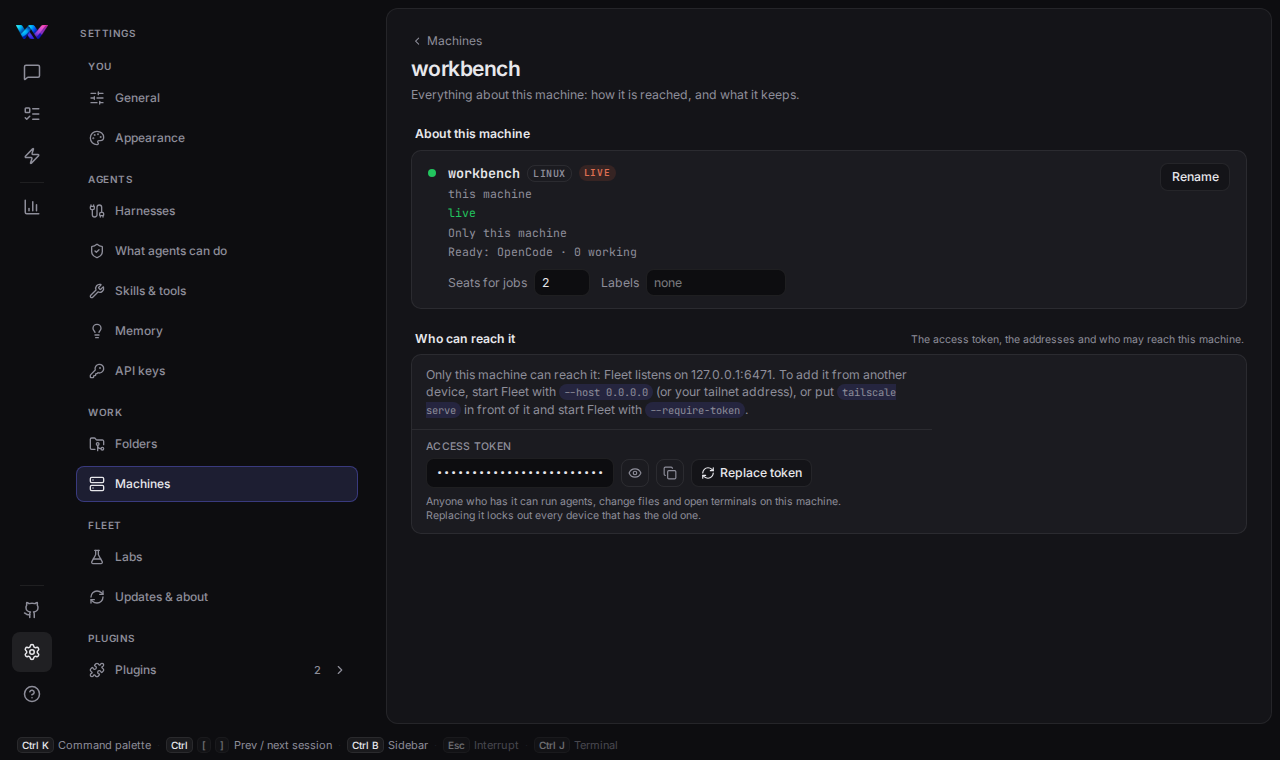 SETTINGS
YOU
General
Appearance
AGENTS
Harnesses
What agents can do
Skills & tools
Memory
API keys
WORK
Folders
Machines
FLEET
Labs
Updates & about
PLUGINS
Plugins 2
Machines
workbench
Everything about this machine: how it is reached, and what it keeps.
About this machine
workbench LINUX LIVE
Rename
this machine
live
Only this machine
Ready: OpenCode · 0 working
Seats for jobs 2 Labels none
Who can reach it
The access token, the addresses and who may reach this machine.
Only this machine can reach it: Fleet listens on 127.0.0.1:6471. To add it from another
device, start Fleet with --host 0.0.0.0 (or your tailnet address), or put tailscale
serve in front of it and start Fleet with --require-token.
ACCESS TOKEN
••••••••••••••••••••••••
Replace token
Anyone who has it can run agents, change files and open terminals on this machine.
Replacing it locks out every device that has the old one.
Ctrl K Command palette Ctrl [ ] Prev / next session Ctrl B Sidebar Esc Interrupt Ctrl J Terminal